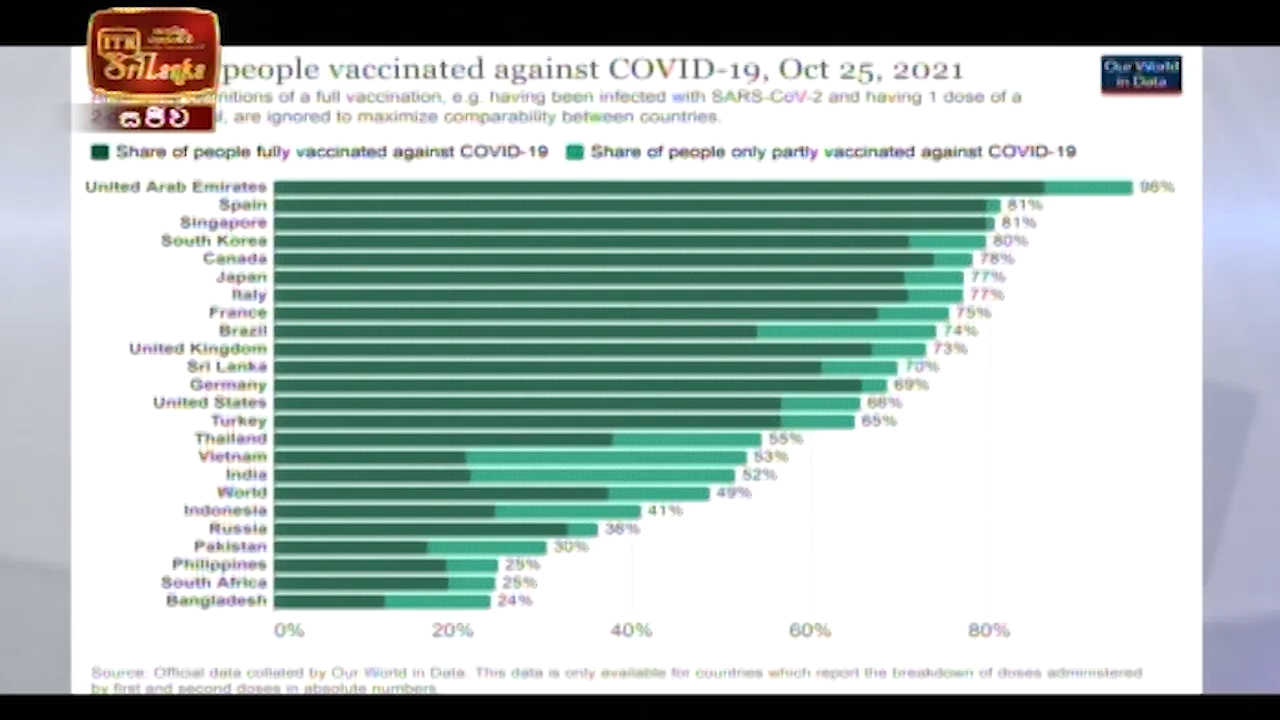 ITN
Sri Lanka
සජීව
people vaccinated against COVID-19, Oct 25, 2021
Our World
in Data
of a full vaccination, e.g. having been infected with SARS-CoV-2 and having 1 dose of a
are ignored to maximize comparability between countries.
Share of people fully vaccinated against COVID-19 Share of people only partly vaccinated against COVID-19
United Arab Emirates 96%
Spain 81%
Singapore 81%
South Korea 80%
Canada 78%
Japan 77%
Italy 77%
France 75%
Brazil 74%
United Kingdom 73%
Sri Lanka 70%
Germany 69%
United States 66%
Turkey 65%
Thailand 55%
Vietnam 53%
India 52%
World 49%
Indonesia 41%
Russia 36%
Pakistan 30%
Philippines 25%
South Africa 25%
Bangladesh 24%
0% 20% 40% 60% 80%
Source: Official data collated by Our World in Data. This data is only available for countries which report the breakdown of doses administered
by first and second doses in absolute numbers